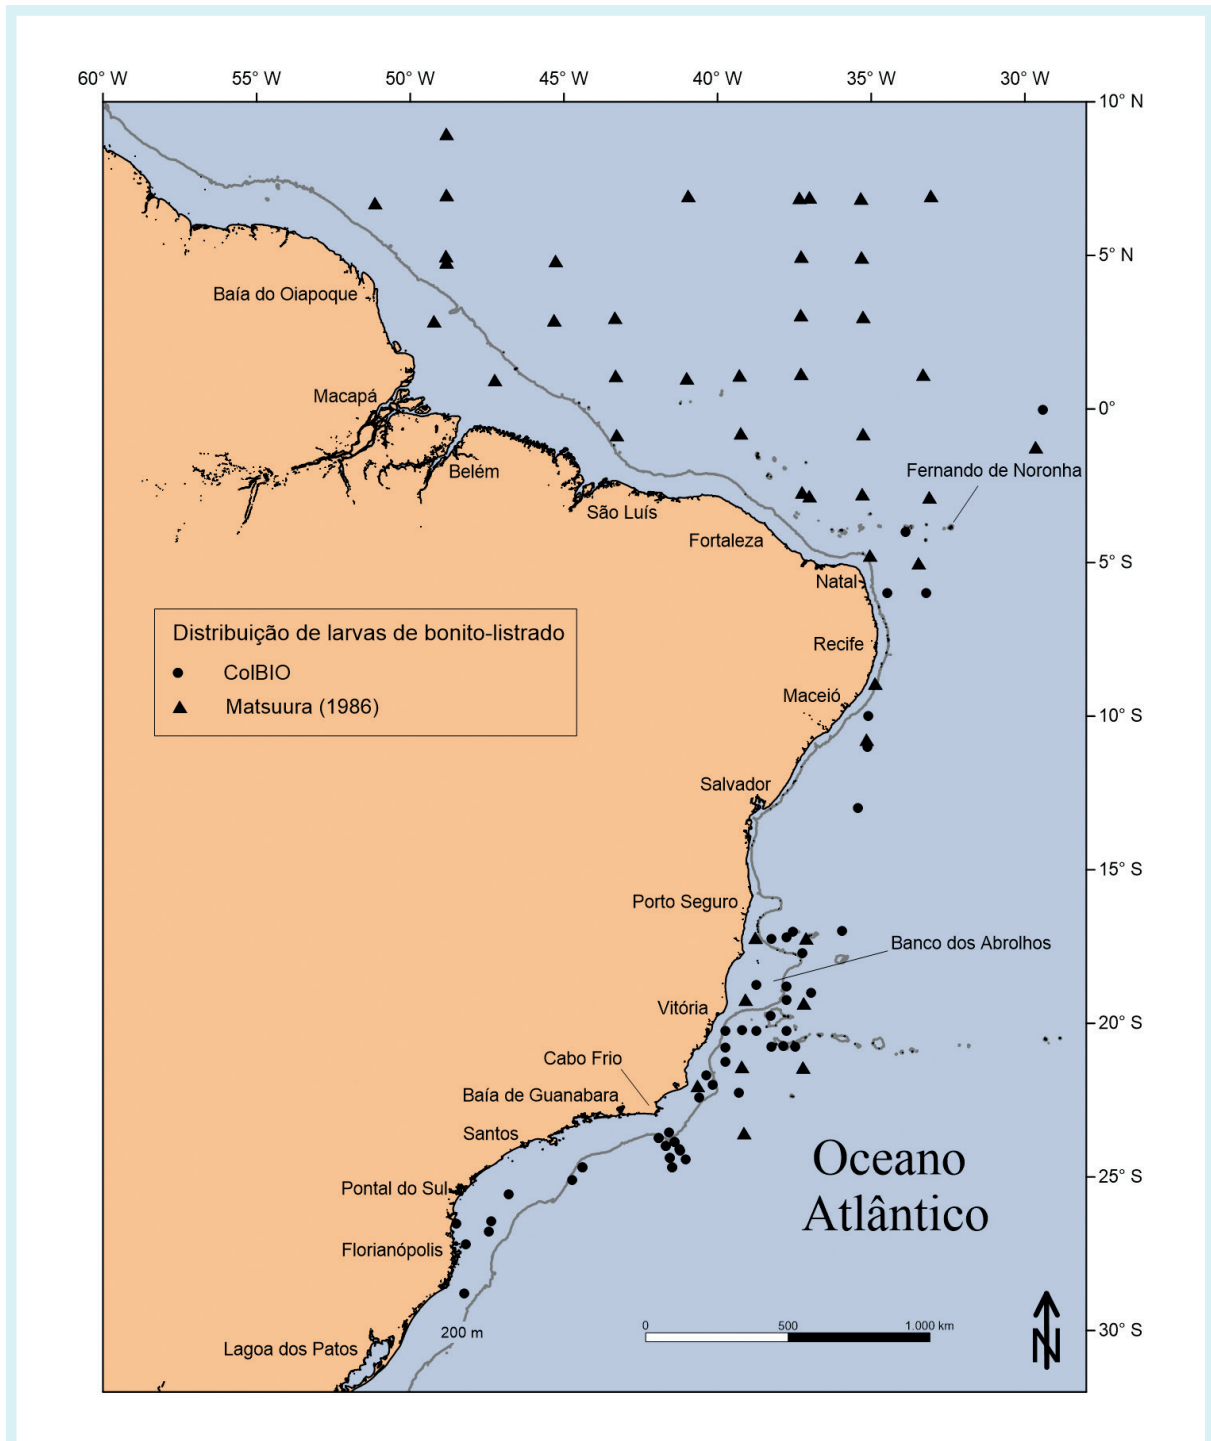 60° W
55° W
50° W
45° W
40° W
35° W
30° W
10° N
5° N
Baía do Oiapoque
Macapá
0°
Belém
Fernando de Noronha
São Luís
Fortaleza
5° S
Natal
Distribuição de larvas de bonito-listrado
ColBIO
Matsuura (1986)
Recife
Maceió
10° S
Salvador
15° S
Porto Seguro
Banco dos Abrolhos
Vitória
20° S
Cabo Frio
Baía de Guanabara
Santos
Oceano
Atlântico
25° S
Pontal do Sul
Florianópolis
200 m
0
500
1.000 km
30° S
Lagoa dos Patos
N